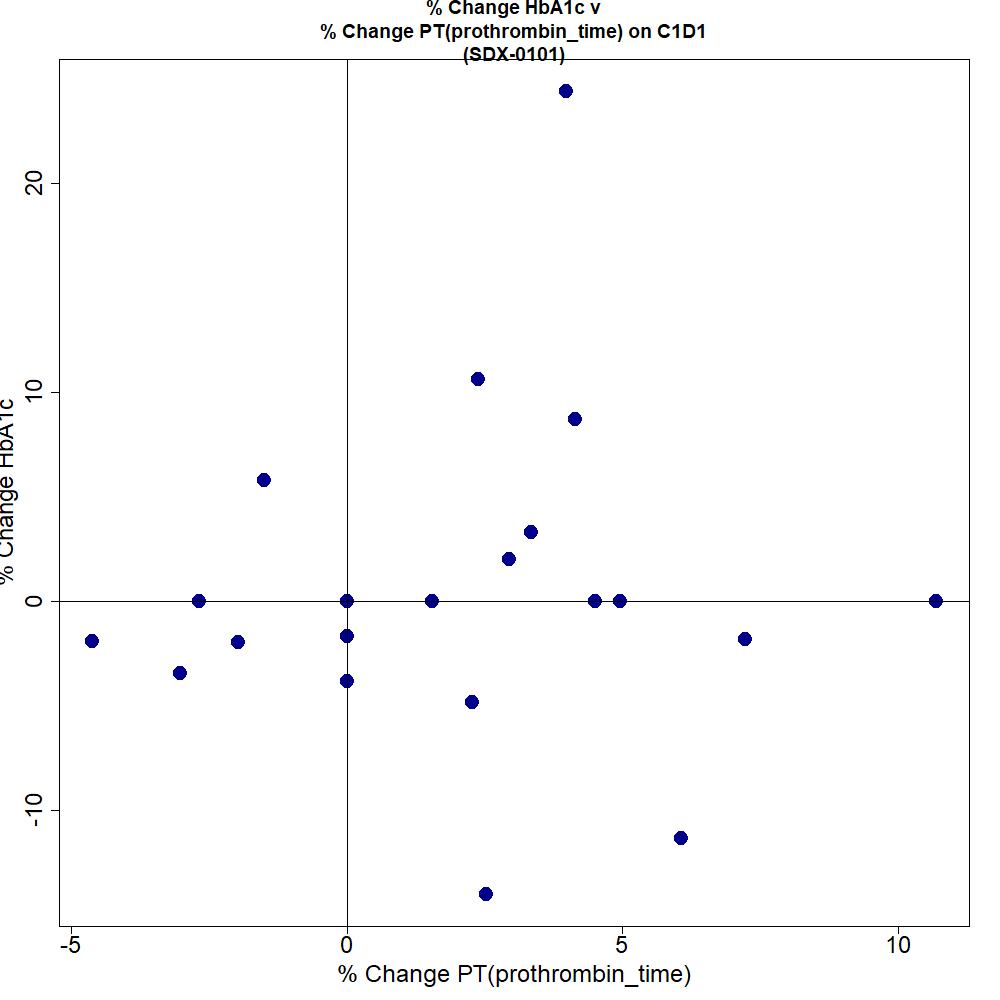 % Change HbA1c v
% Change PT(prothrombin_time) on C1D1
(SDX-0101)
% Change HbA1c
20
10
0
-10
-5
0
5
10
% Change PT(prothrombin_time)